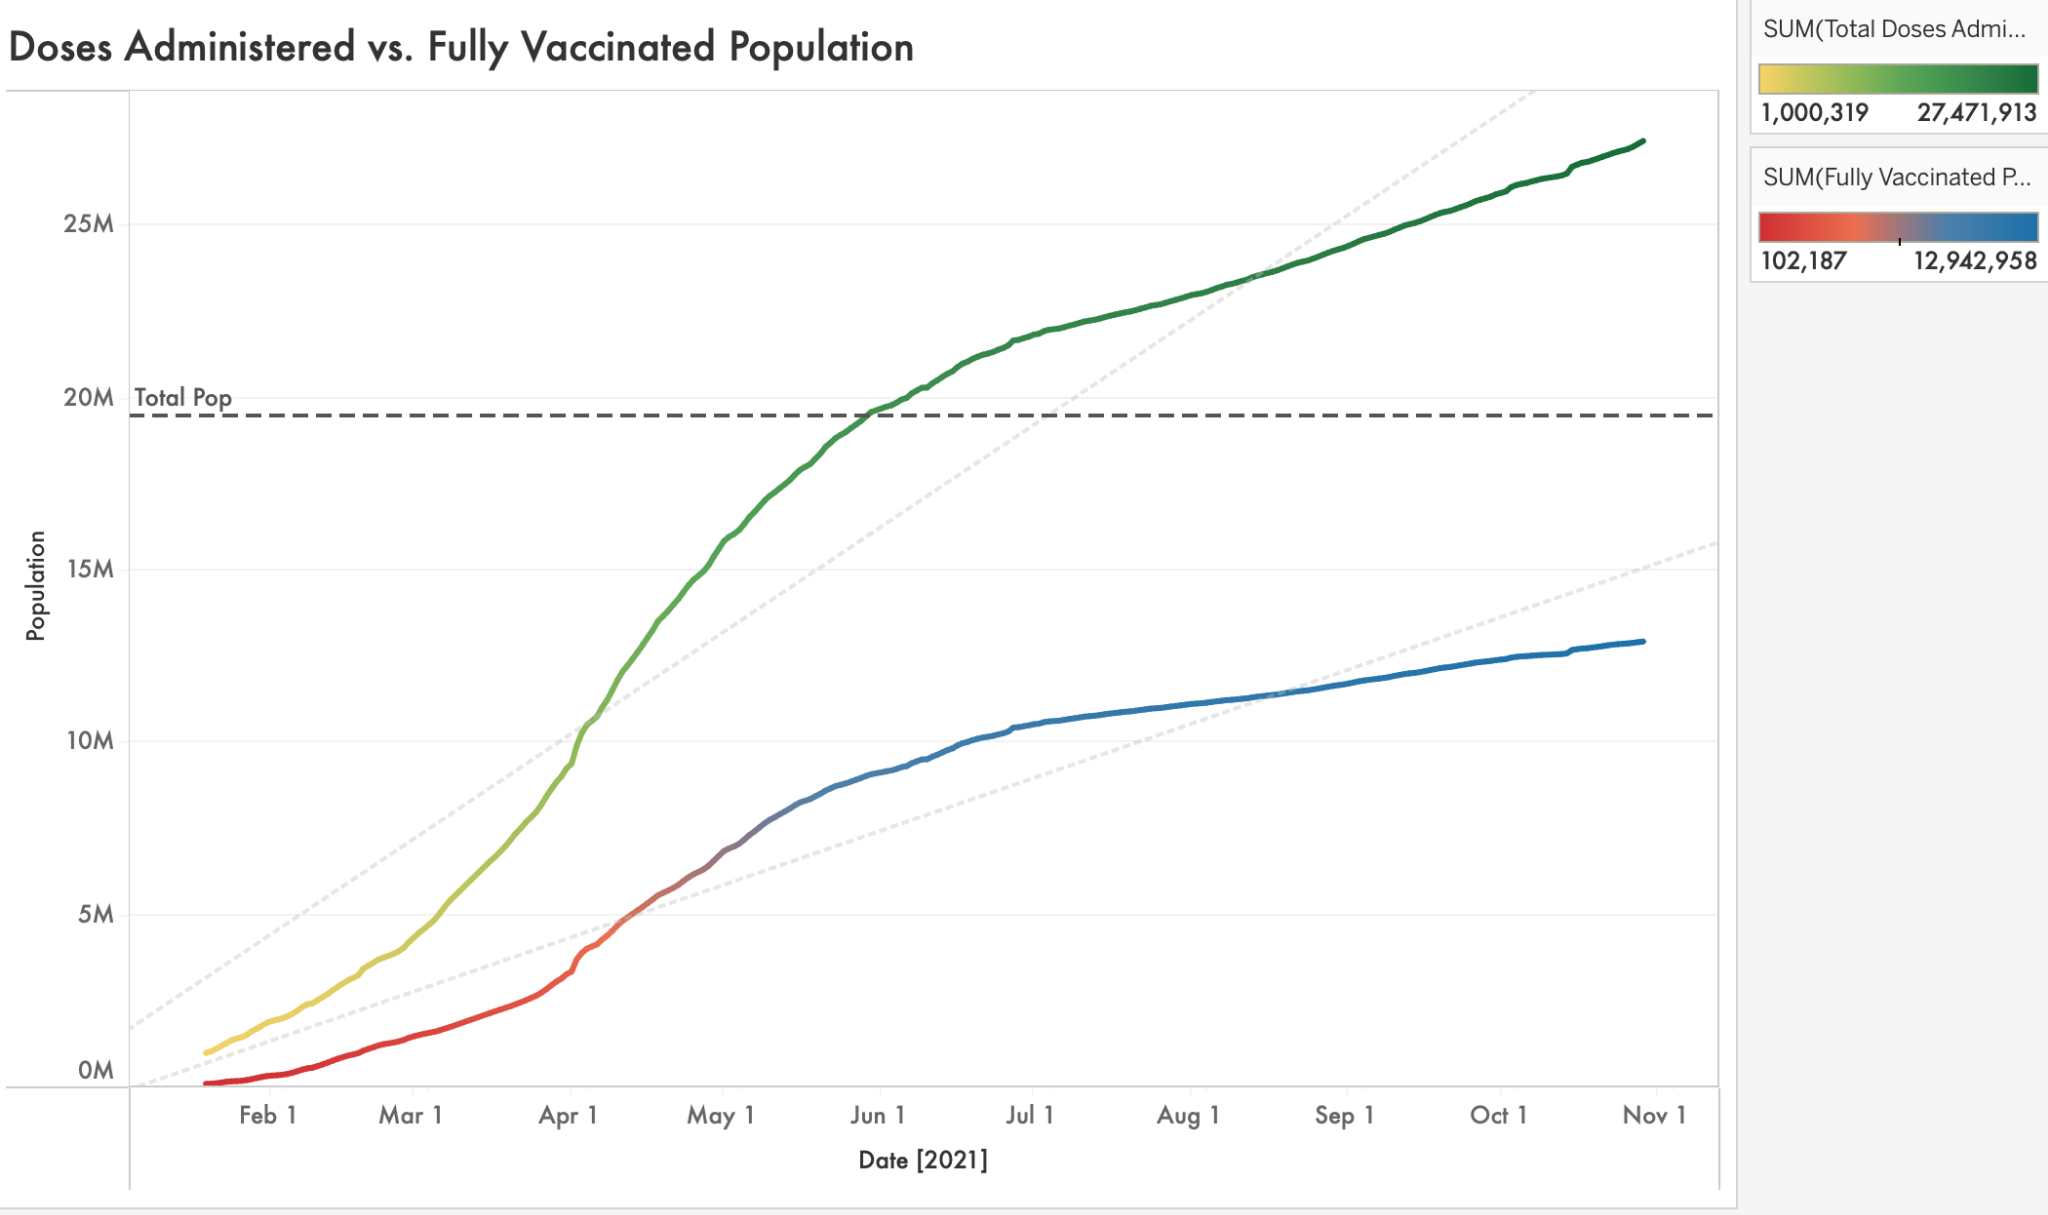 Doses Administered vs. Fully Vaccinated Population
SUM(Total Doses Admi...
1,000,319 27,471,913
SUM(Fully Vaccinated P...
102,187 12,942,958
25M
20M
Total Pop
15M
10M
5M
0M
Population
Feb 1 Mar 1 Apr 1 May 1 Jun 1 Jul 1 Aug 1 Sep 1 Oct 1 Nov 1
Date [2021]